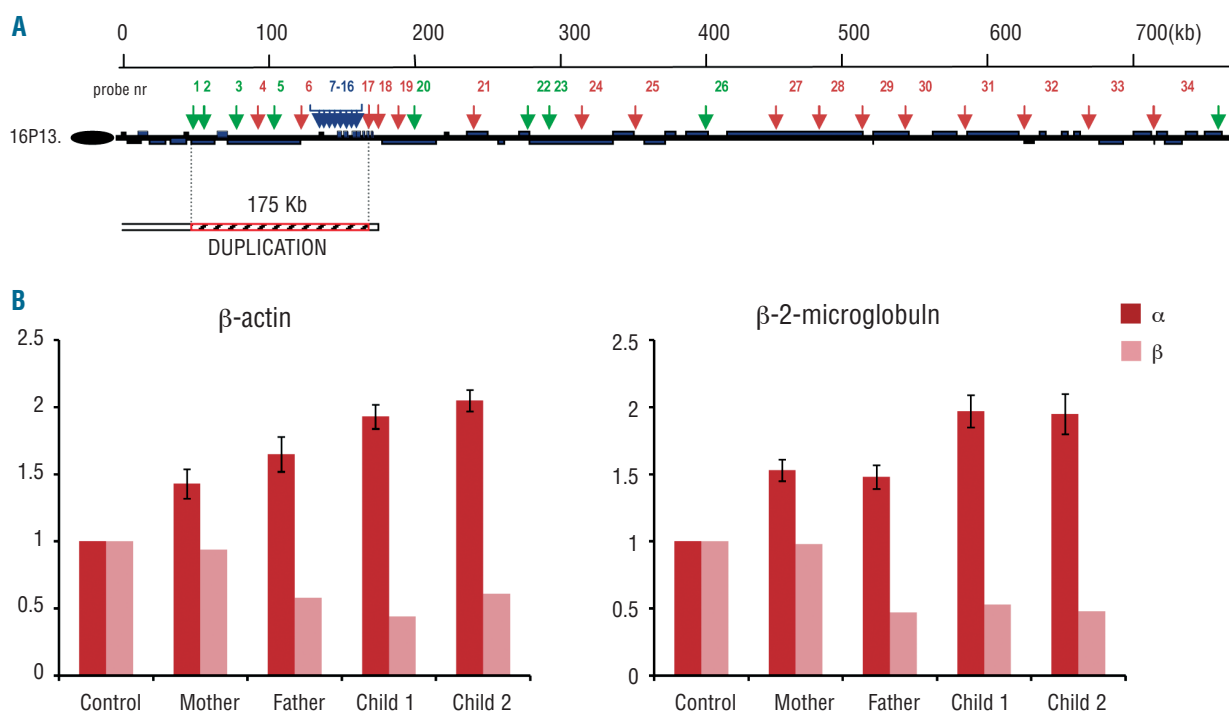 A
0 100 200 300 400 500 600 700(kb)
probe nr 1 2 3 4 5 6 7-16 17 18 19 20 21 22 23 24 25 26 27 28 29 30 31 32 33 34
16P13.
175 Kb
DUPLICATION
B
β-actin
2.5
2
1.5
1
0.5
0
Control Mother Father Child 1 Child 2
β-2-microglobuln
2.5
2
1.5
1
0.5
0
Control Mother Father Child 1 Child 2
α
β